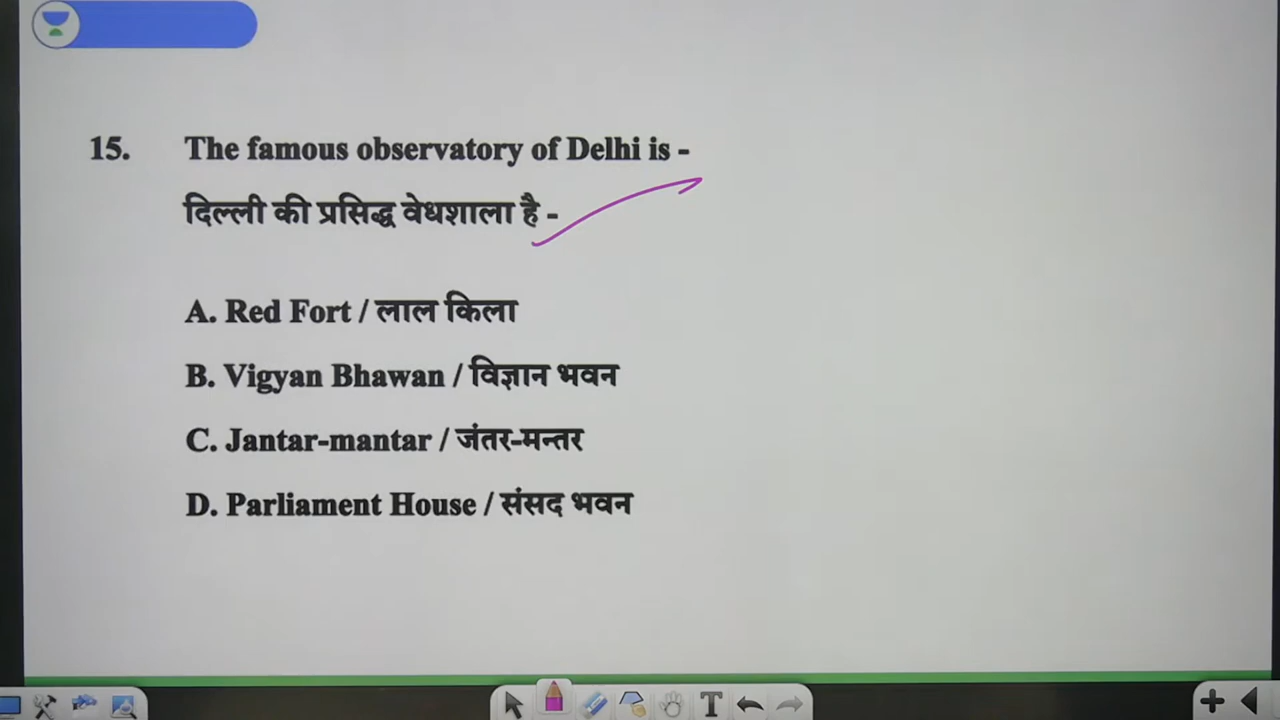 15. The famous observatory of Delhi is -
दिल्ली की प्रसिद्ध वेधशाला है -
A. Red Fort / लाल किला
B. Vigyan Bhawan / विज्ञान भवन
C. Jantar-mantar / जंतर-मन्तर
D. Parliament House / संसद भवन
T